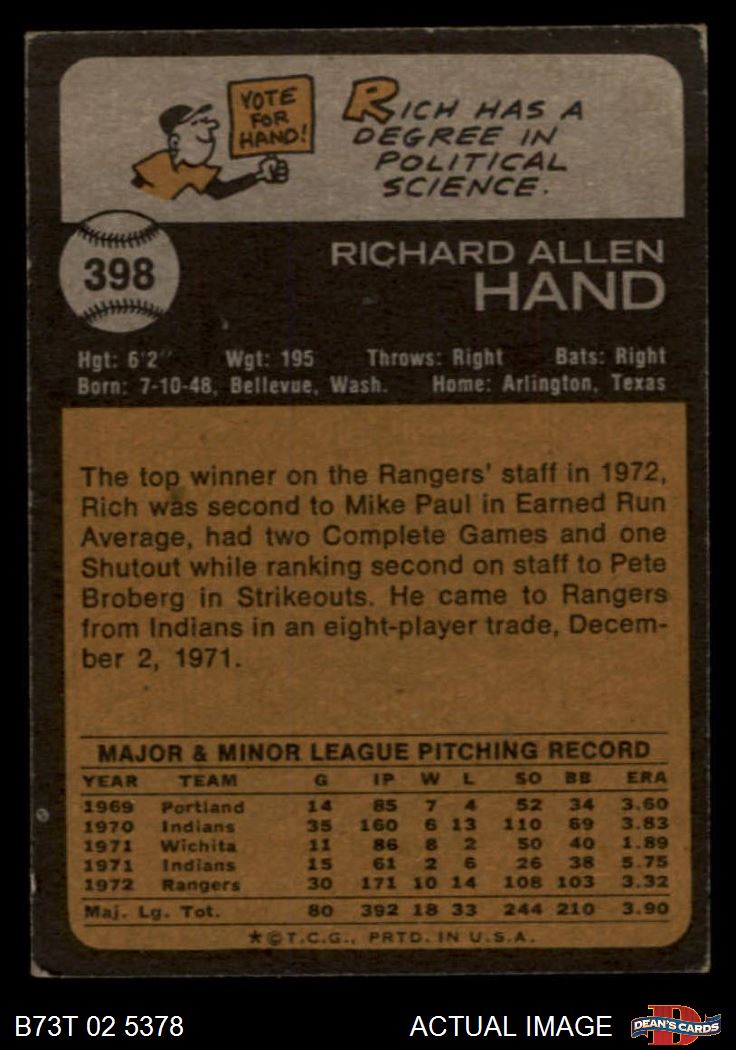 VOTE
FOR
HAND!
RICH HAS A
DEGREE IN
POLITICAL
SCIENCE.
398
RICHARD ALLEN
HAND
Hgt: 6'2" Wgt: 195 Throws: Right Bats: Right
Born: 7-10-48, Bellevue, Wash. Home: Arlington, Texas
The top winner on the Rangers' staff in 1972,
Rich was second to Mike Paul in Earned Run
Average, had two Complete Games and one
Shutout while ranking second on staff to Pete
Broberg in Strikeouts. He came to Rangers
from Indians in an eight-player trade, Decem-
ber 2, 1971.
MAJOR & MINOR LEAGUE PITCHING RECORD
YEAR TEAM G IP W L SO BB ERA
1969 Portland 14 85 7 4 52 34 3.60
1970 Indians 35 160 6 13 110 69 3.83
1971 Wichita 11 86 8 2 50 40 1.89
1971 Indians 15 61 2 6 26 38 5.75
1972 Rangers 30 171 10 14 108 103 3.32
Maj. Lg. Tot. 80 392 18 33 244 210 3.90
*©T.C.G., PRTD. IN U.S.A.
B73T 02 5378 ACTUAL IMAGE DEAN'S CARDS